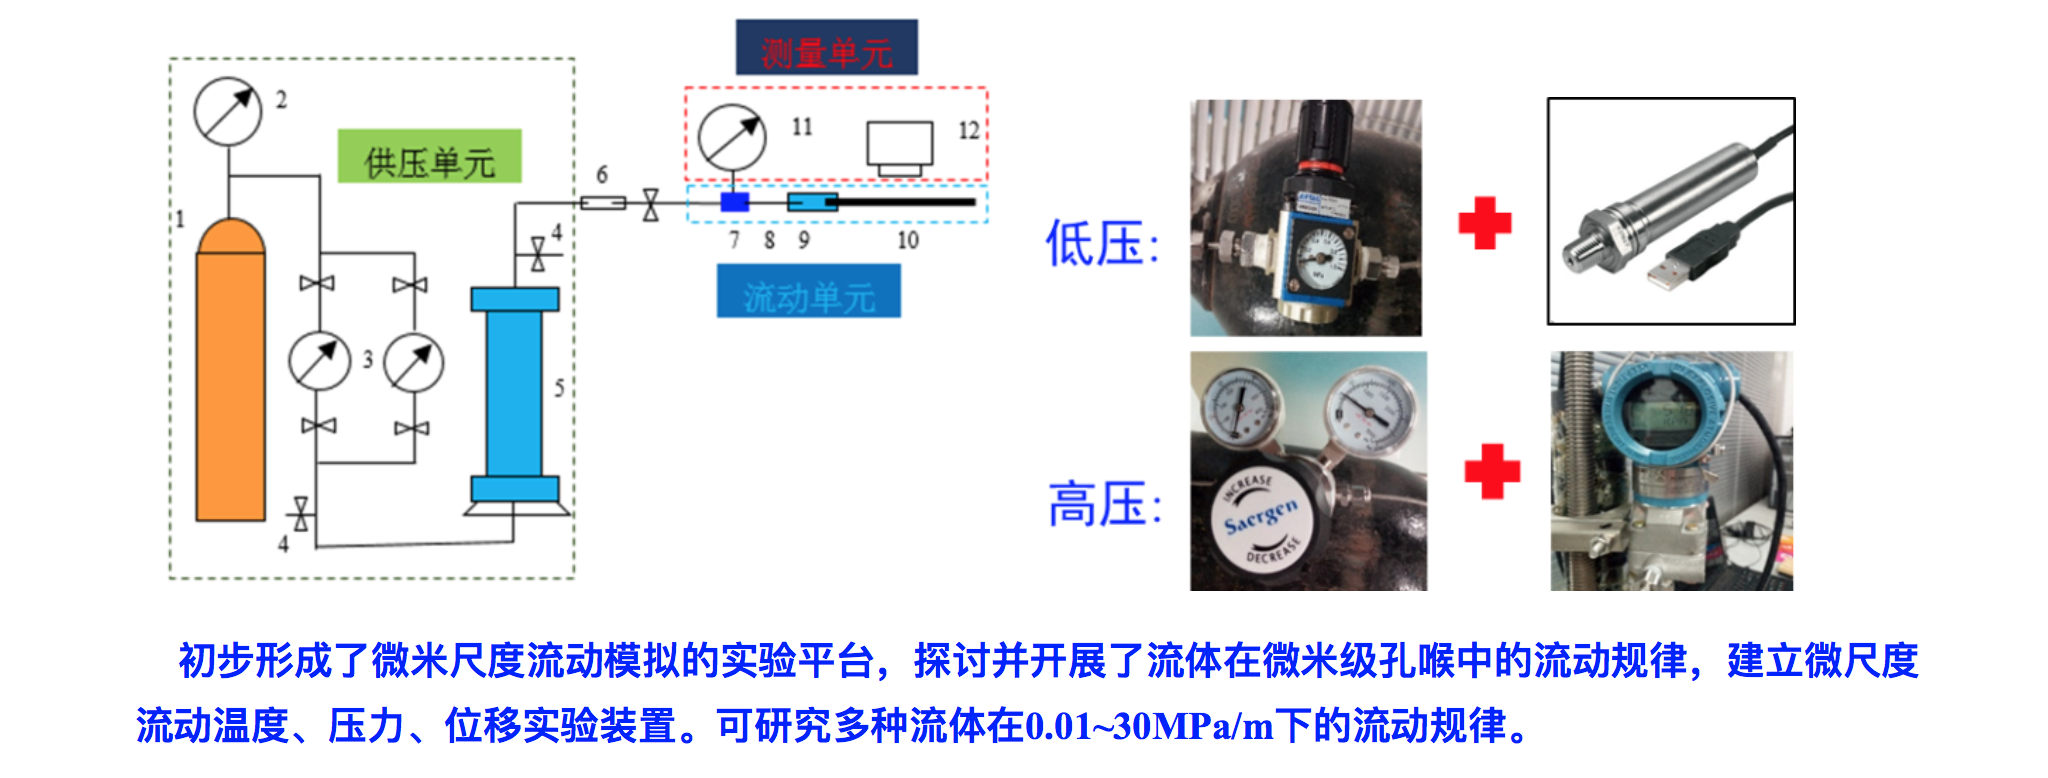 测量单元
2
11
12
供压单元
6
1
4
7
8
9
10
流动单元
3
5
4
低压:
高压:
INCREASE
Saergen
DECREASE
初步形成了微米尺度流动模拟的实验平台，探讨并开展了流体在微米级孔喉中的流动规律，建立微尺度
流动温度、压力、位移实验装置。可研究多种流体在0.01~30MPa/m下的流动规律。